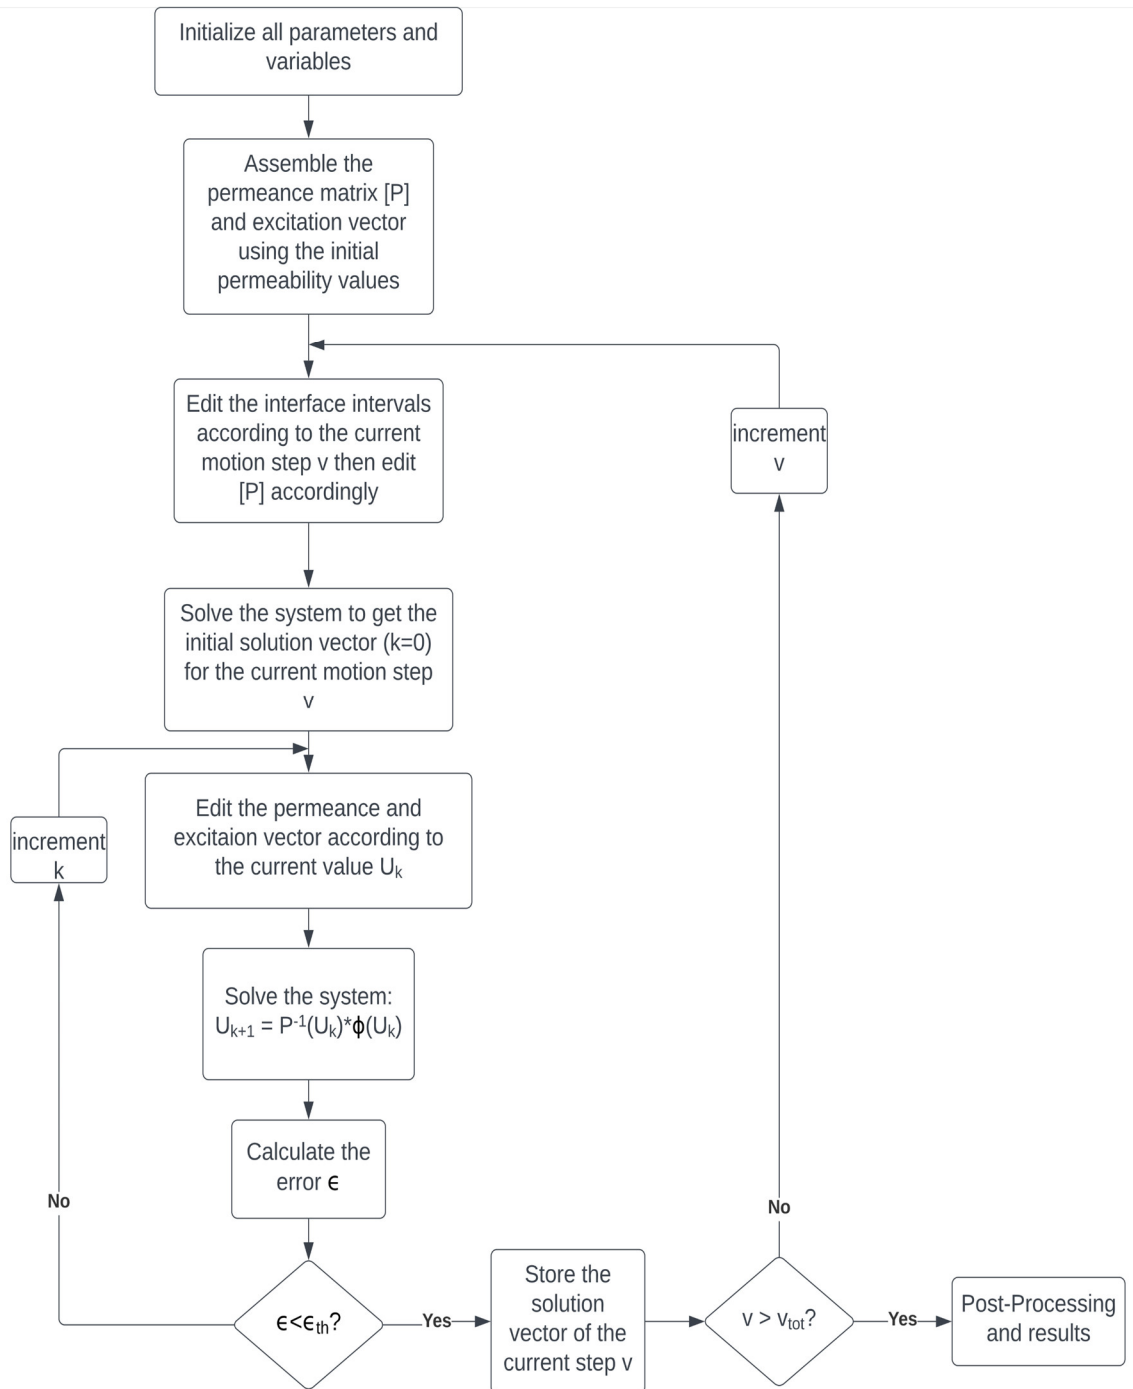 Initialize all parameters and
variables
Assemble the
permeance matrix [P]
and excitation vector
using the initial
permeability values
Edit the interface intervals
according to the current
motion step v then edit
[P] accordingly
increment
v
Solve the system to get the
initial solution vector (k=0)
for the current motion step
v
Edit the permeance and
excitaion vector according to
the current value Uₖ
increment
k
Solve the system:
Uₖ₊₁ = P⁻¹(Uₖ)*ϕ(Uₖ)
Calculate the
error ϵ
No
No
ϵ<ϵth?
Yes
Store the
solution
vector of the
current step v
v > vtot?
Yes
Post-Processing
and results